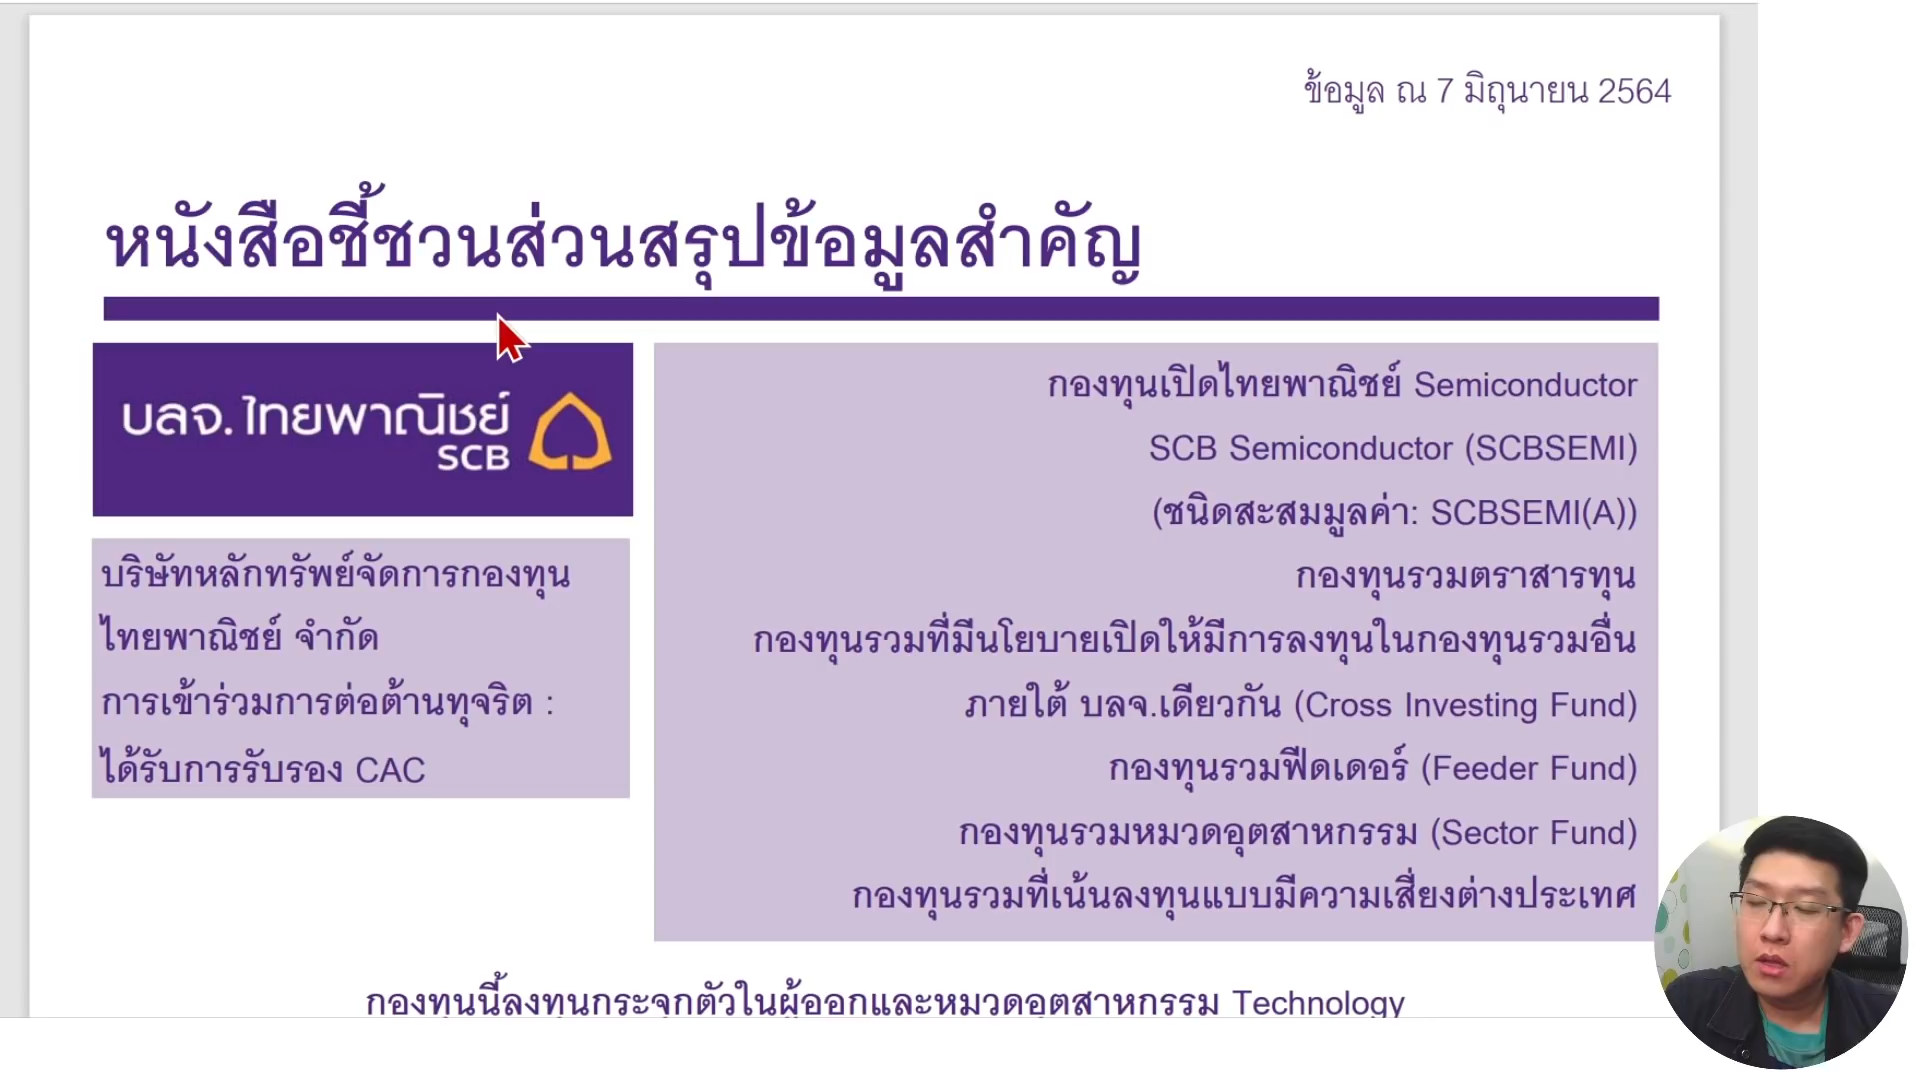 ข้อมูล ณ 7 มิถุนายน 2564
หนังสือชี้ชวนส่วนสรุปข้อมูลสำคัญ
บลจ. ไทยพาณิชย์
SCB
บริษัทหลักทรัพย์จัดการกองทุน
ไทยพาณิชย์ จำกัด
การเข้าร่วมการต่อต้านทุจริต :
ได้รับการรับรอง CAC
กองทุนเปิดไทยพาณิชย์ Semiconductor
SCB Semiconductor (SCBSEMI)
(ชนิดสะสมมูลค่า: SCBSEMI(A))
กองทุนรวมตราสารทุน
กองทุนรวมที่มีนโยบายเปิดให้มีการลงทุนในกองทุนรวมอื่น
ภายใต้ บลจ.เดียวกัน (Cross Investing Fund)
กองทุนรวมฟีดเดอร์ (Feeder Fund)
กองทุนรวมหมวดอุตสาหกรรม (Sector Fund)
กองทุนรวมที่เน้นลงทุนแบบมีความเสี่ยงต่างประเทศ
กองทุนนี้ลงทุนกระจุกตัวในผู้ออกและหมวดอุตสาหกรรม Technology